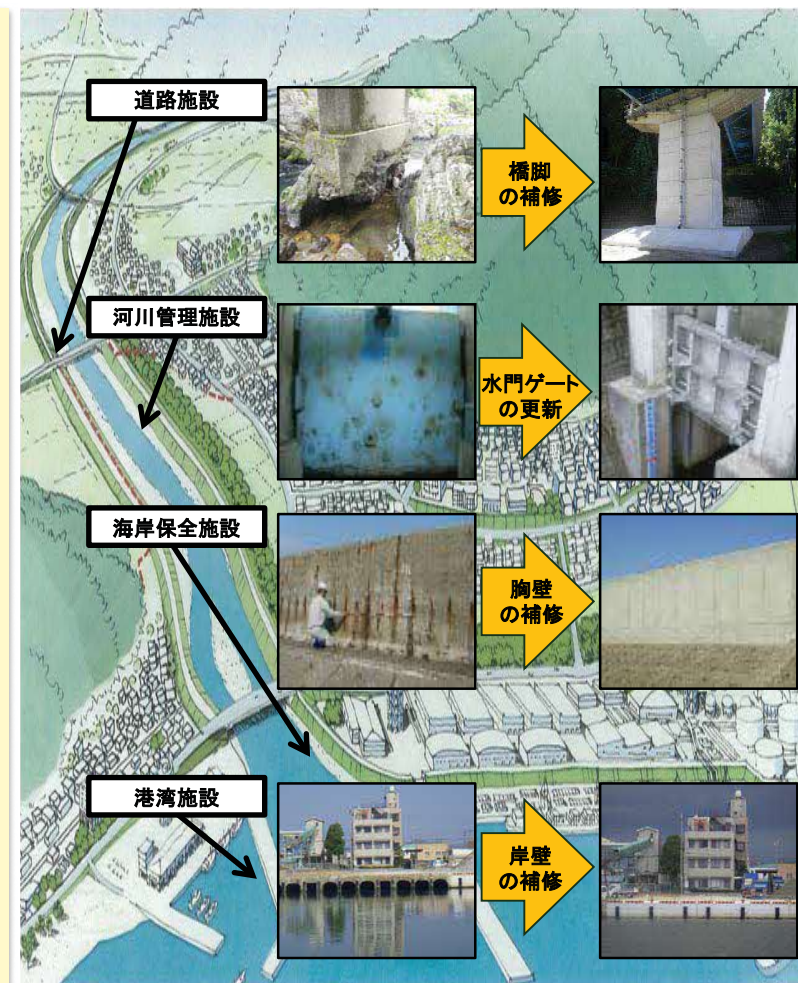 道路施設
橋脚
の補修
河川管理施設
水門ゲート
の更新
海岸保全施設
胸壁
の補修
港湾施設
岸壁
の補修